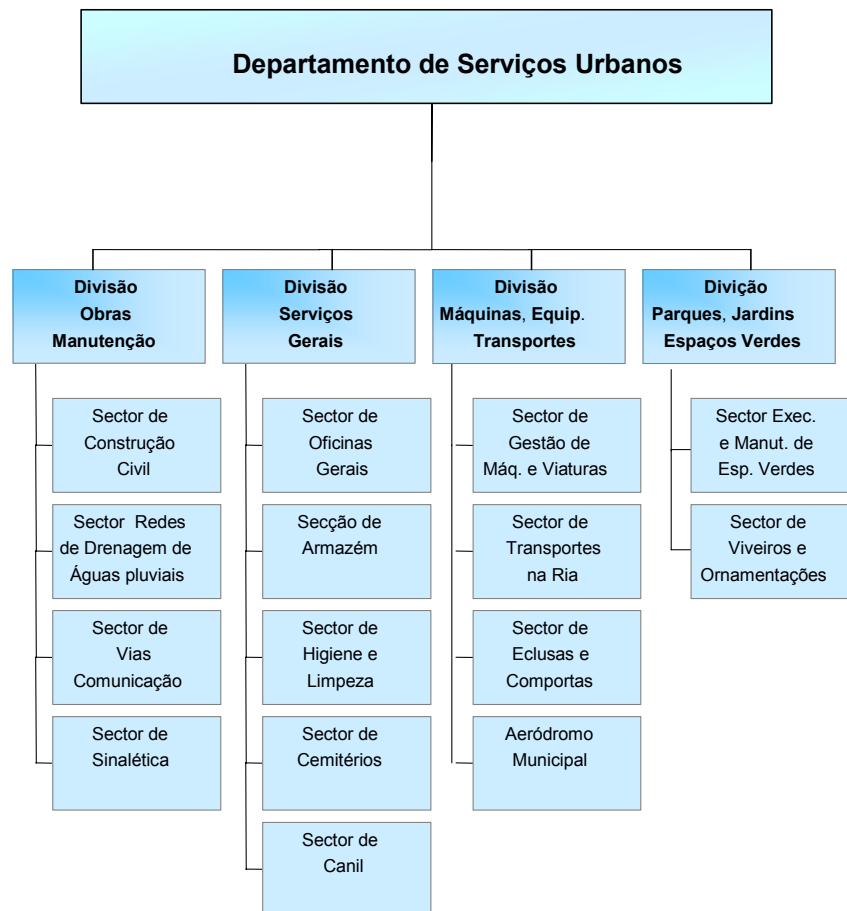 Departamento de Serviços Urbanos
Divisão
Obras
Manutenção
Sector de
Construção
Civil
Sector Redes
de Drenagem de
Águas pluviais
Sector de
Vias
Comunicação
Sector de
Sinalética
Divisão
Serviços
Gerais
Sector de
Oficinas
Gerais
Secção de
Armazém
Sector de
Higiene e
Limpeza
Sector de
Cemitérios
Sector de
Canil
Divisão
Máquinas, Equip.
Transportes
Sector de
Gestão de
Máq. e Viaturas
Sector de
Transportes
na Ria
Sector de
Eclusas e
Comportas
Aeródromo
Municipal
Divição
Parques, Jardins
Espaços Verdes
Sector Exec.
e Manut. de
Esp. Verdes
Sector de
Viveiros e
Ornamentações